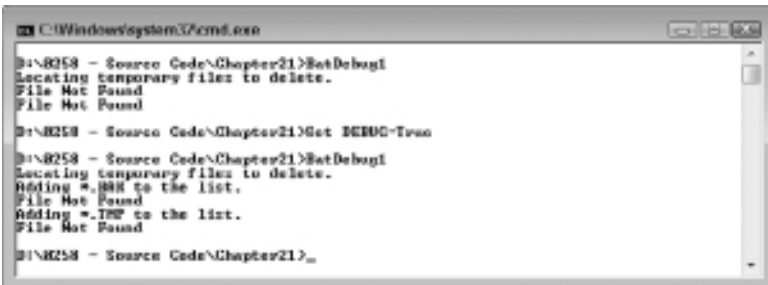 C:\Windows\system32\cmd.exe
D:\0258 - Source Code\Chapter21>BatDebug1
Locating temporary files to delete.
File Not Found
File Not Found
D:\0258 - Source Code\Chapter21>Set DEBUG=True
D:\0258 - Source Code\Chapter21>BatDebug1
Locating temporary files to delete.
Adding *.BAK to the list.
File Not Found
Adding *.TMP to the list.
File Not Found
D:\0258 - Source Code\Chapter21>_